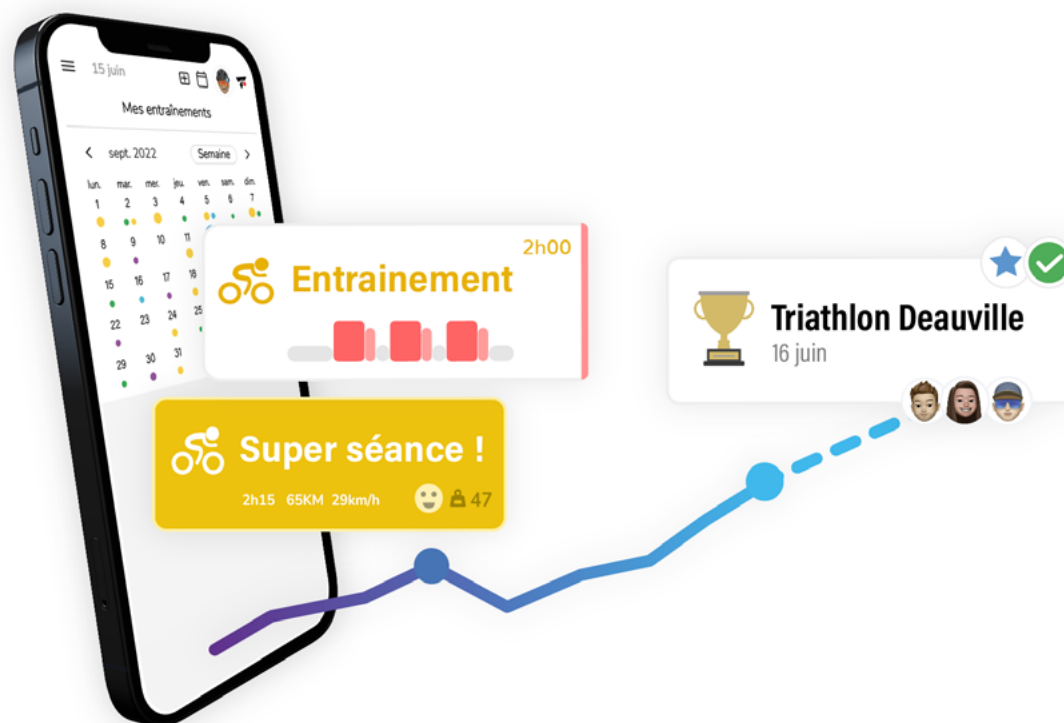 15 juin
Mes entraînements
sept. 2022
Semaine
lun. mar. mer. jeu. ven. sam. dim.
1 2 3 4 5 6 7
8 9 10 11
15 16 17 18
22 23 24 25
29 30 31
2h00
Entrainement
Super séance !
2h15 65KM 29km/h 47
Triathlon Deauville
16 juin